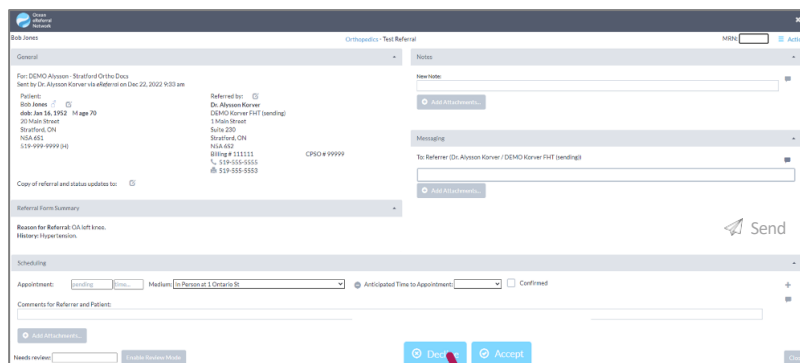 Ocean
eReferral
Network
Bob Jones
Orthopedics - Test Referral
MRN:
General
For: DEMO Alysson - Stratford Ortho Docs
Sent by Dr. Alysson Korver via eReferral on Dec 22, 2022 9:33 am
Patient:
Bob Jones
dob: Jan 16, 1952 M age 70
20 Main Street
Stratford, ON
N5A 6S1
519-999-9999 (H)
Referred by:
Dr. Alysson Korver
DEMO Korver FHT (sending)
1 Main Street
Suite 230
Stratford, ON
N5A 6S2
Billing # 111111 CPSO # 99999
519-555-5555
519-555-5553
Copy of referral and status updates to:
Referral Form Summary
Reason for Referral: OA left knee.
History: Hypertension.
Notes
New Note:
Add Attachments...
Messaging
To: Referrer (Dr. Alysson Korver / DEMO Korver FHT (sending))
Add Attachments...
Send
Scheduling
Appointment: pending time... Medium: In Person at 1 Ontario St Anticipated Time to Appointment: Confirmed
Comments for Referrer and Patient:
Add Attachments...
Needs review: Enable Review Mode
Accept